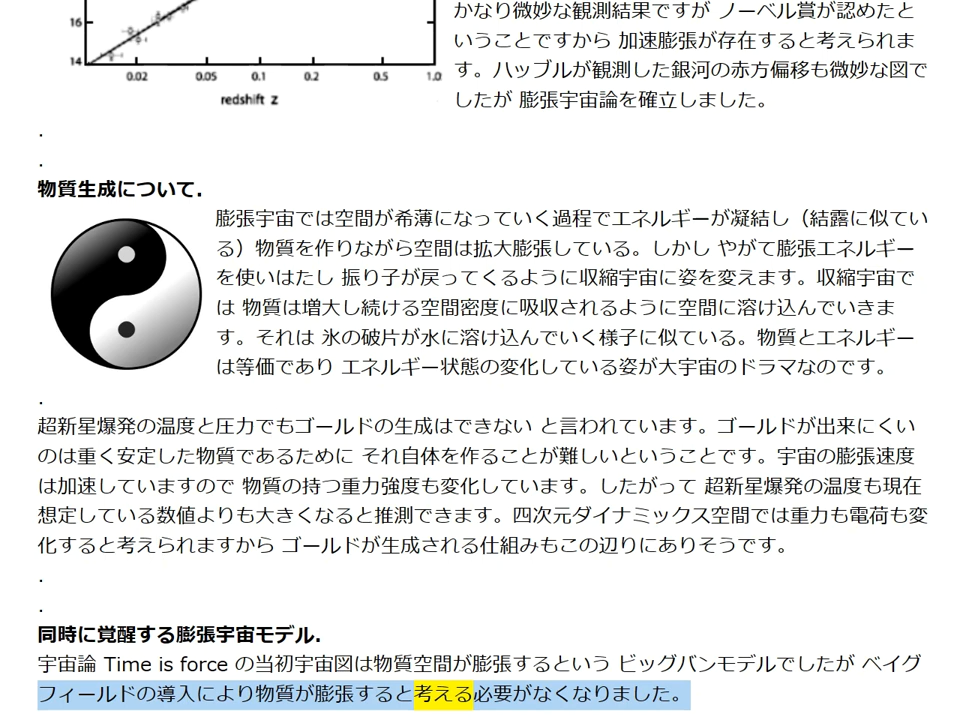 かなり微妙な観測結果ですが ノーベル賞が認めたと
いうことですから 加速膨張が存在すると考えられま
す。ハッブルが観測した銀河の赤方偏移も微妙な図で
したが 膨張宇宙論を確立しました。
16
14
0.02 0.05 0.1 0.2 0.5 1.0
redshift z
.
.
物質生成について.
膨張宇宙では空間が希薄になっていく過程でエネルギーが凝結し（結露に似てい
る）物質を作りながら空間は拡大膨張している。しかし やがて膨張エネルギー
を使いはたし 振り子が戻ってくるように収縮宇宙に姿を変えます。収縮宇宙で
は 物質は増大し続ける空間密度に吸収されるように空間に溶け込んでいきま
す。それは 氷の破片が水に溶け込んでいく様子に似ている。物質とエネルギー
は等価であり エネルギー状態の変化している姿が大宇宙のドラマなのです。
.
超新星爆発の温度と圧力でもゴールドの生成はできない と言われています。ゴールドが出来にくい
のは重く安定した物質であるために それ自体を作ることが難しいということです。宇宙の膨張速度
は加速していますので 物質の持つ重力強度も変化しています。したがって 超新星爆発の温度も現在
想定している数値よりも大きくなると推測できます。四次元ダイナミックス空間では重力も電荷も変
化すると考えられますから ゴールドが生成される仕組みもこの辺りにありそうです。
.
.
同時に覚醒する膨張宇宙モデル.
宇宙論 Time is force の当初宇宙図は物質空間が膨張するという ビッグバンモデルでしたが ベイグ
フィールドの導入により物質が膨張すると考える必要がなくなりました。